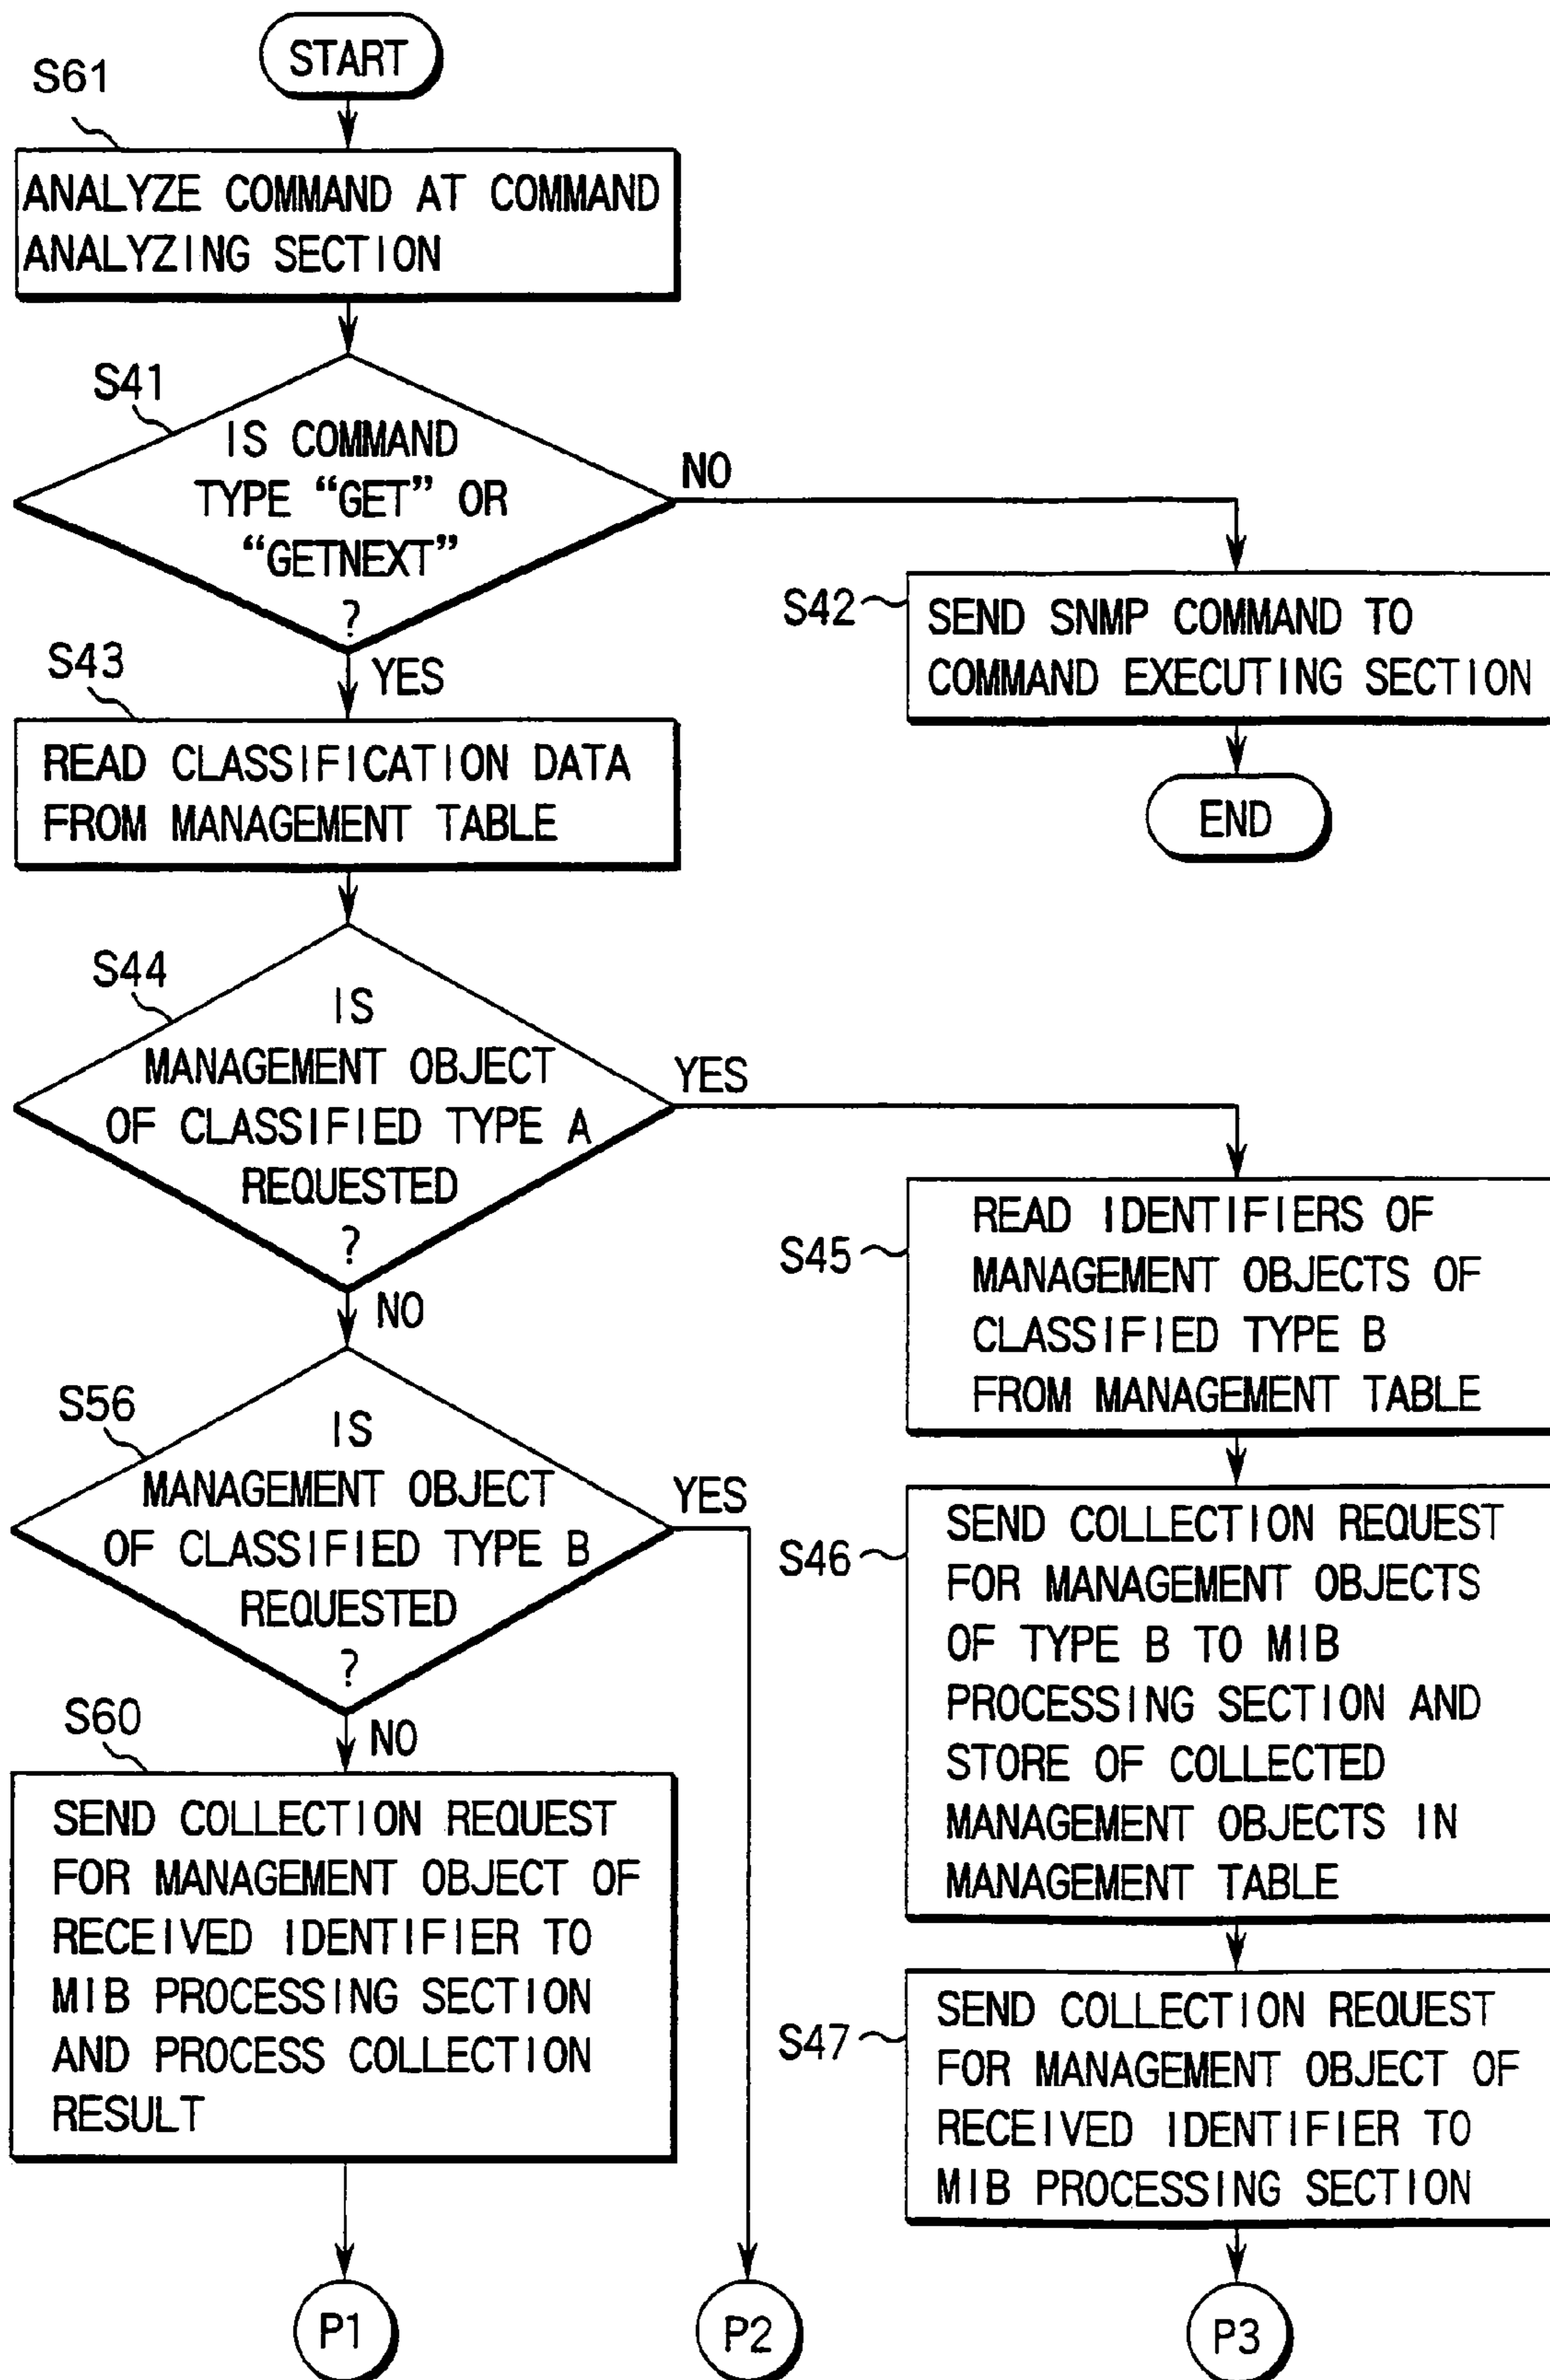 START
S61
ANALYZE COMMAND AT COMMAND
ANALYZING SECTION
S41
IS COMMAND
TYPE “GET” OR
“GETNEXT”
?
NO
YES
S42
SEND SNMP COMMAND TO
COMMAND EXECUTING SECTION
END
S43
READ CLASSIFICATION DATA
FROM MANAGEMENT TABLE
S44
IS
MANAGEMENT OBJECT
OF CLASSIFIED TYPE A
REQUESTED
?
YES
NO
S45
READ IDENTIFIERS OF
MANAGEMENT OBJECTS OF
CLASSIFIED TYPE B
FROM MANAGEMENT TABLE
S56
IS
MANAGEMENT OBJECT
OF CLASSIFIED TYPE B
REQUESTED
?
YES
NO
S46
SEND COLLECTION REQUEST
FOR MANAGEMENT OBJECTS
OF TYPE B TO MIB
PROCESSING SECTION AND
STORE OF COLLECTED
MANAGEMENT OBJECTS IN
MANAGEMENT TABLE
S60
SEND COLLECTION REQUEST
FOR MANAGEMENT OBJECT OF
RECEIVED IDENTIFIER TO
MIB PROCESSING SECTION
AND PROCESS COLLECTION
RESULT
S47
SEND COLLECTION REQUEST
FOR MANAGEMENT OBJECT OF
RECEIVED IDENTIFIER TO
MIB PROCESSING SECTION
P1
P2
P3